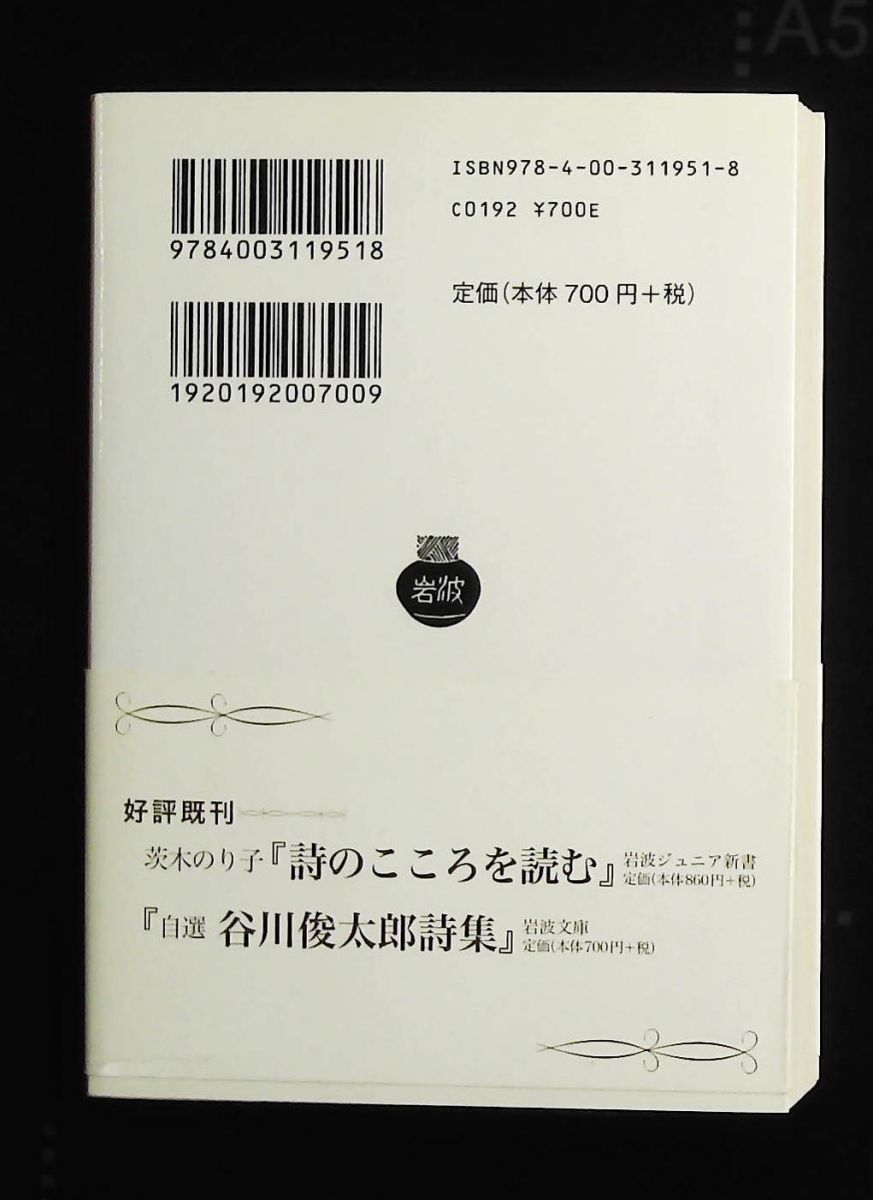 A5
ISBN978-4-00-311951-8
C0192 ¥700E
9784003119518
定価(本体 700 円+税)
1920192007009
岩波
好評既刊
茨木のり子『詩のこころを読む』岩波ジュニア新書
定価(本体860円+税)
『自選 谷川俊太郎詩集』岩波文庫
定価(本体700円+税)